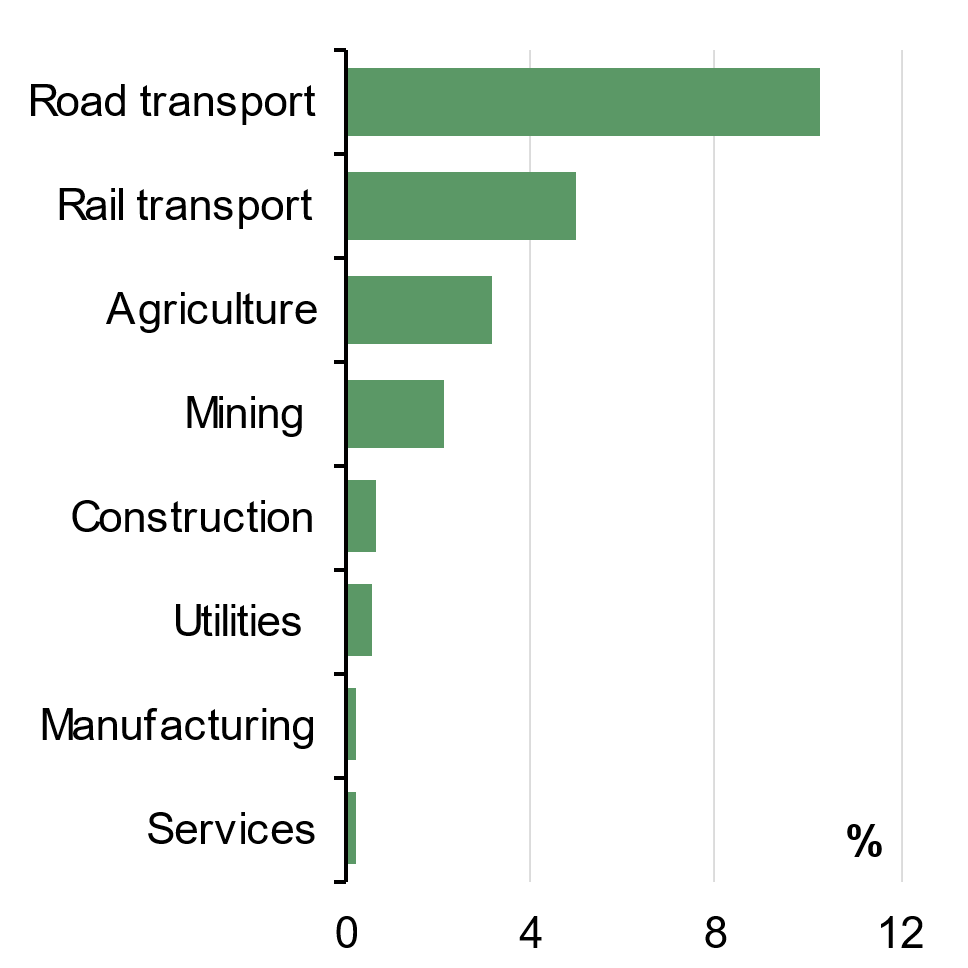 Road transport
Rail transport
Agriculture
Mining
Construction
Utilities
Manufacturing
Services
%
0 4 8 12